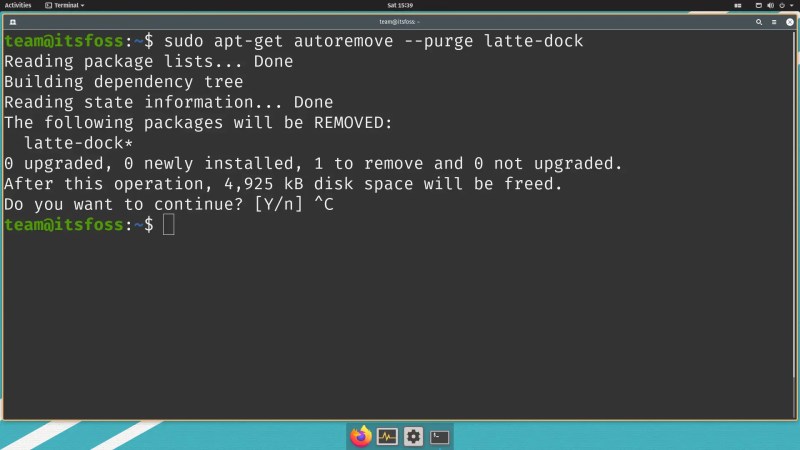 Activities Terminal Sat 15:39
team@itsfoss: ~
team@itsfoss:~$ sudo apt-get autoremove --purge latte-dock
Reading package lists... Done
Building dependency tree
Reading state information... Done
The following packages will be REMOVED:
  latte-dock*
0 upgraded, 0 newly installed, 1 to remove and 0 not upgraded.
After this operation, 4,925 kB disk space will be freed.
Do you want to continue? [Y/n] ^C
team@itsfoss:~$